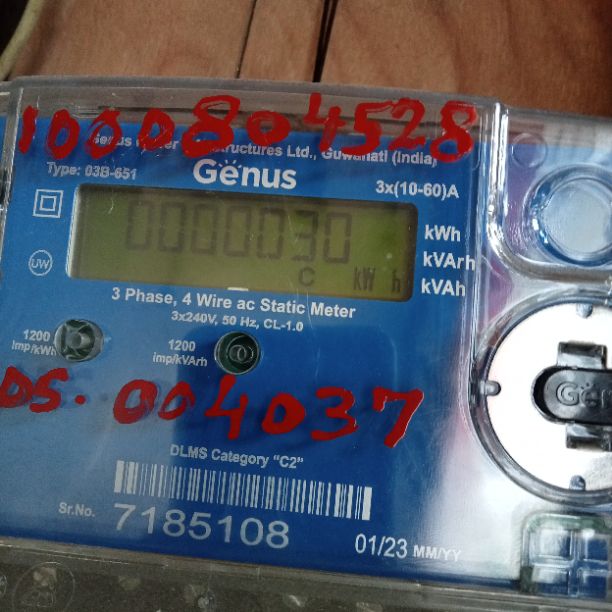 1000804528
Structures Ltd., Guwahati (India)
Type: 03B-651
Genus
3x(10-60)A
0000030
C kW h
kWh
kVArh
kVAh
UW
3 Phase, 4 Wire ac Static Meter
3x240V, 50 Hz, CL-1.0
1200
imp/kWh
1200
imp/kVArh
DS. 004037
DLMS Category "C2"
Sr.No. 7185108
01/23 MM/YY